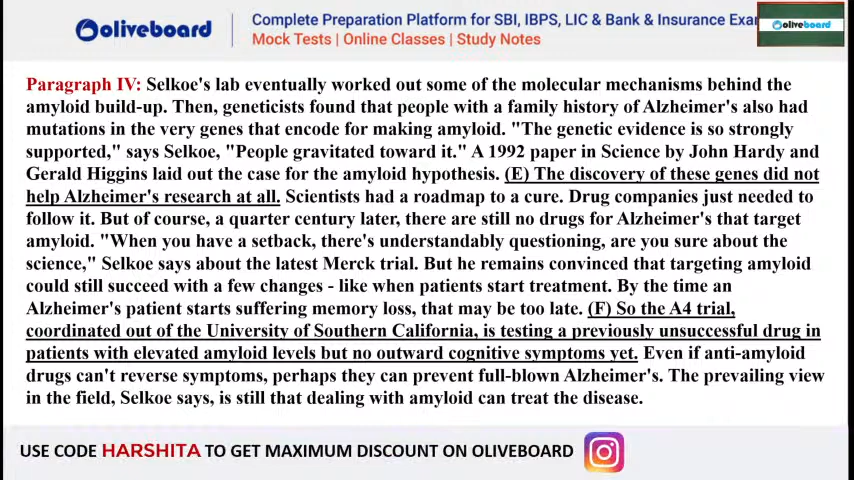 oliveboard
Complete Preparation Platform for SBI, IBPS, LIC & Bank & Insurance Exa
Mock Tests | Online Classes | Study Notes
oliveboard
Paragraph IV: Selkoe's lab eventually worked out some of the molecular mechanisms behind the
amyloid build-up. Then, geneticists found that people with a family history of Alzheimer's also had
mutations in the very genes that encode for making amyloid. "The genetic evidence is so strongly
supported," says Selkoe, "People gravitated toward it." A 1992 paper in Science by John Hardy and
Gerald Higgins laid out the case for the amyloid hypothesis. (E) The discovery of these genes did not
help Alzheimer's research at all. Scientists had a roadmap to a cure. Drug companies just needed to
follow it. But of course, a quarter century later, there are still no drugs for Alzheimer's that target
amyloid. "When you have a setback, there's understandably questioning, are you sure about the
science," Selkoe says about the latest Merck trial. But he remains convinced that targeting amyloid
could still succeed with a few changes - like when patients start treatment. By the time an
Alzheimer's patient starts suffering memory loss, that may be too late. (F) So the A4 trial,
coordinated out of the University of Southern California, is testing a previously unsuccessful drug in
patients with elevated amyloid levels but no outward cognitive symptoms yet. Even if anti-amyloid
drugs can't reverse symptoms, perhaps they can prevent full-blown Alzheimer's. The prevailing view
in the field, Selkoe says, is still that dealing with amyloid can treat the disease.
USE CODE HARSHITA TO GET MAXIMUM DISCOUNT ON OLIVEBOARD